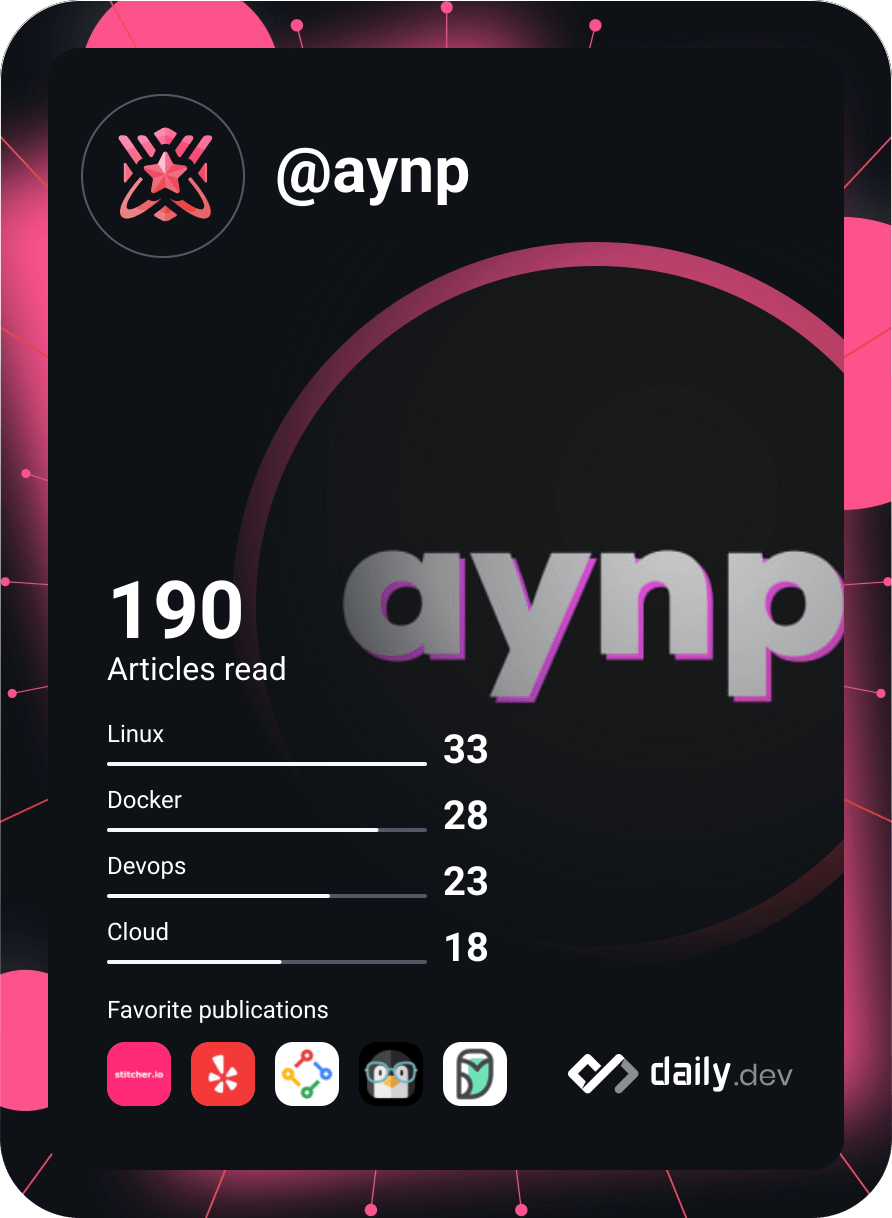 @aynp
aynp
190
Articles read
Linux
33
Docker
28
Devops
23
Cloud
18
Favorite publications
stitcher.io
daily.dev